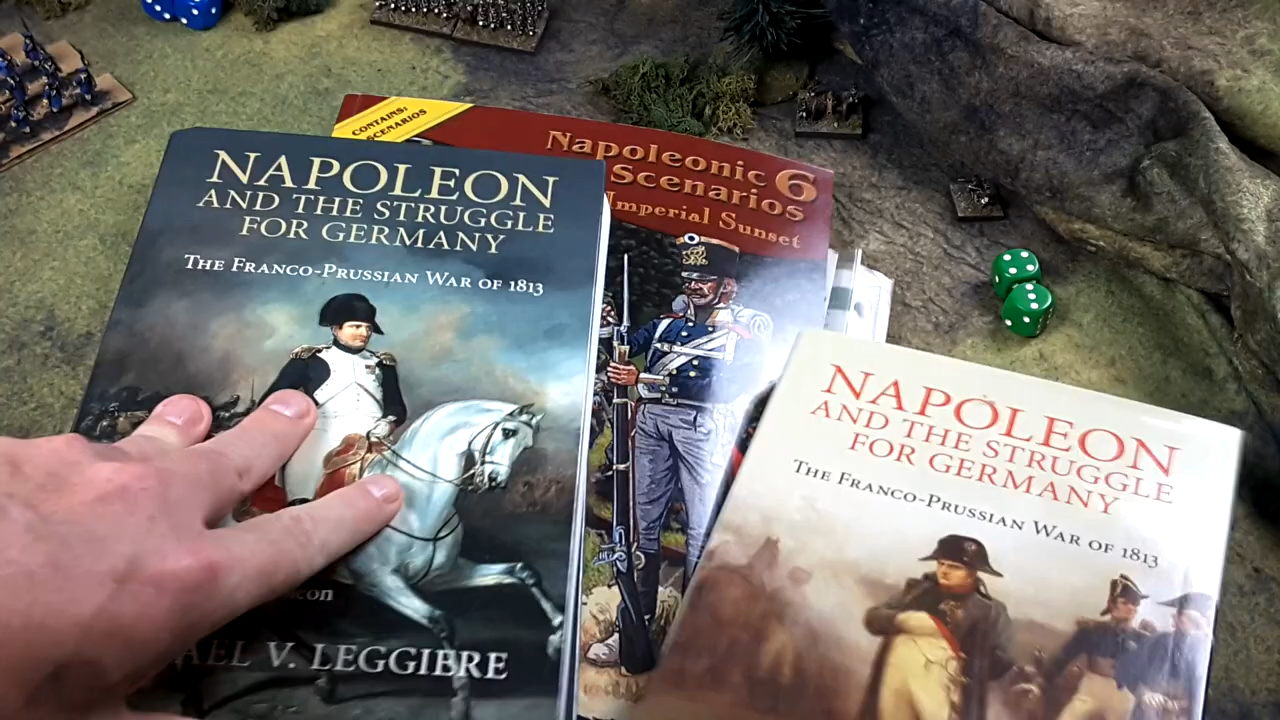 NAPOLEON
AND THE STRUGGLE
FOR GERMANY
THE FRANCO-PRUSSIAN WAR OF 1813
V. LEGGIERE
CONTAINS:
SCENARIOS
Napoleonic
Scenarios 6
Imperial Sunset
NAPOLEON
AND THE STRUGGLE
FOR GERMANY
THE FRANCO-PRUSSIAN WAR OF 1813